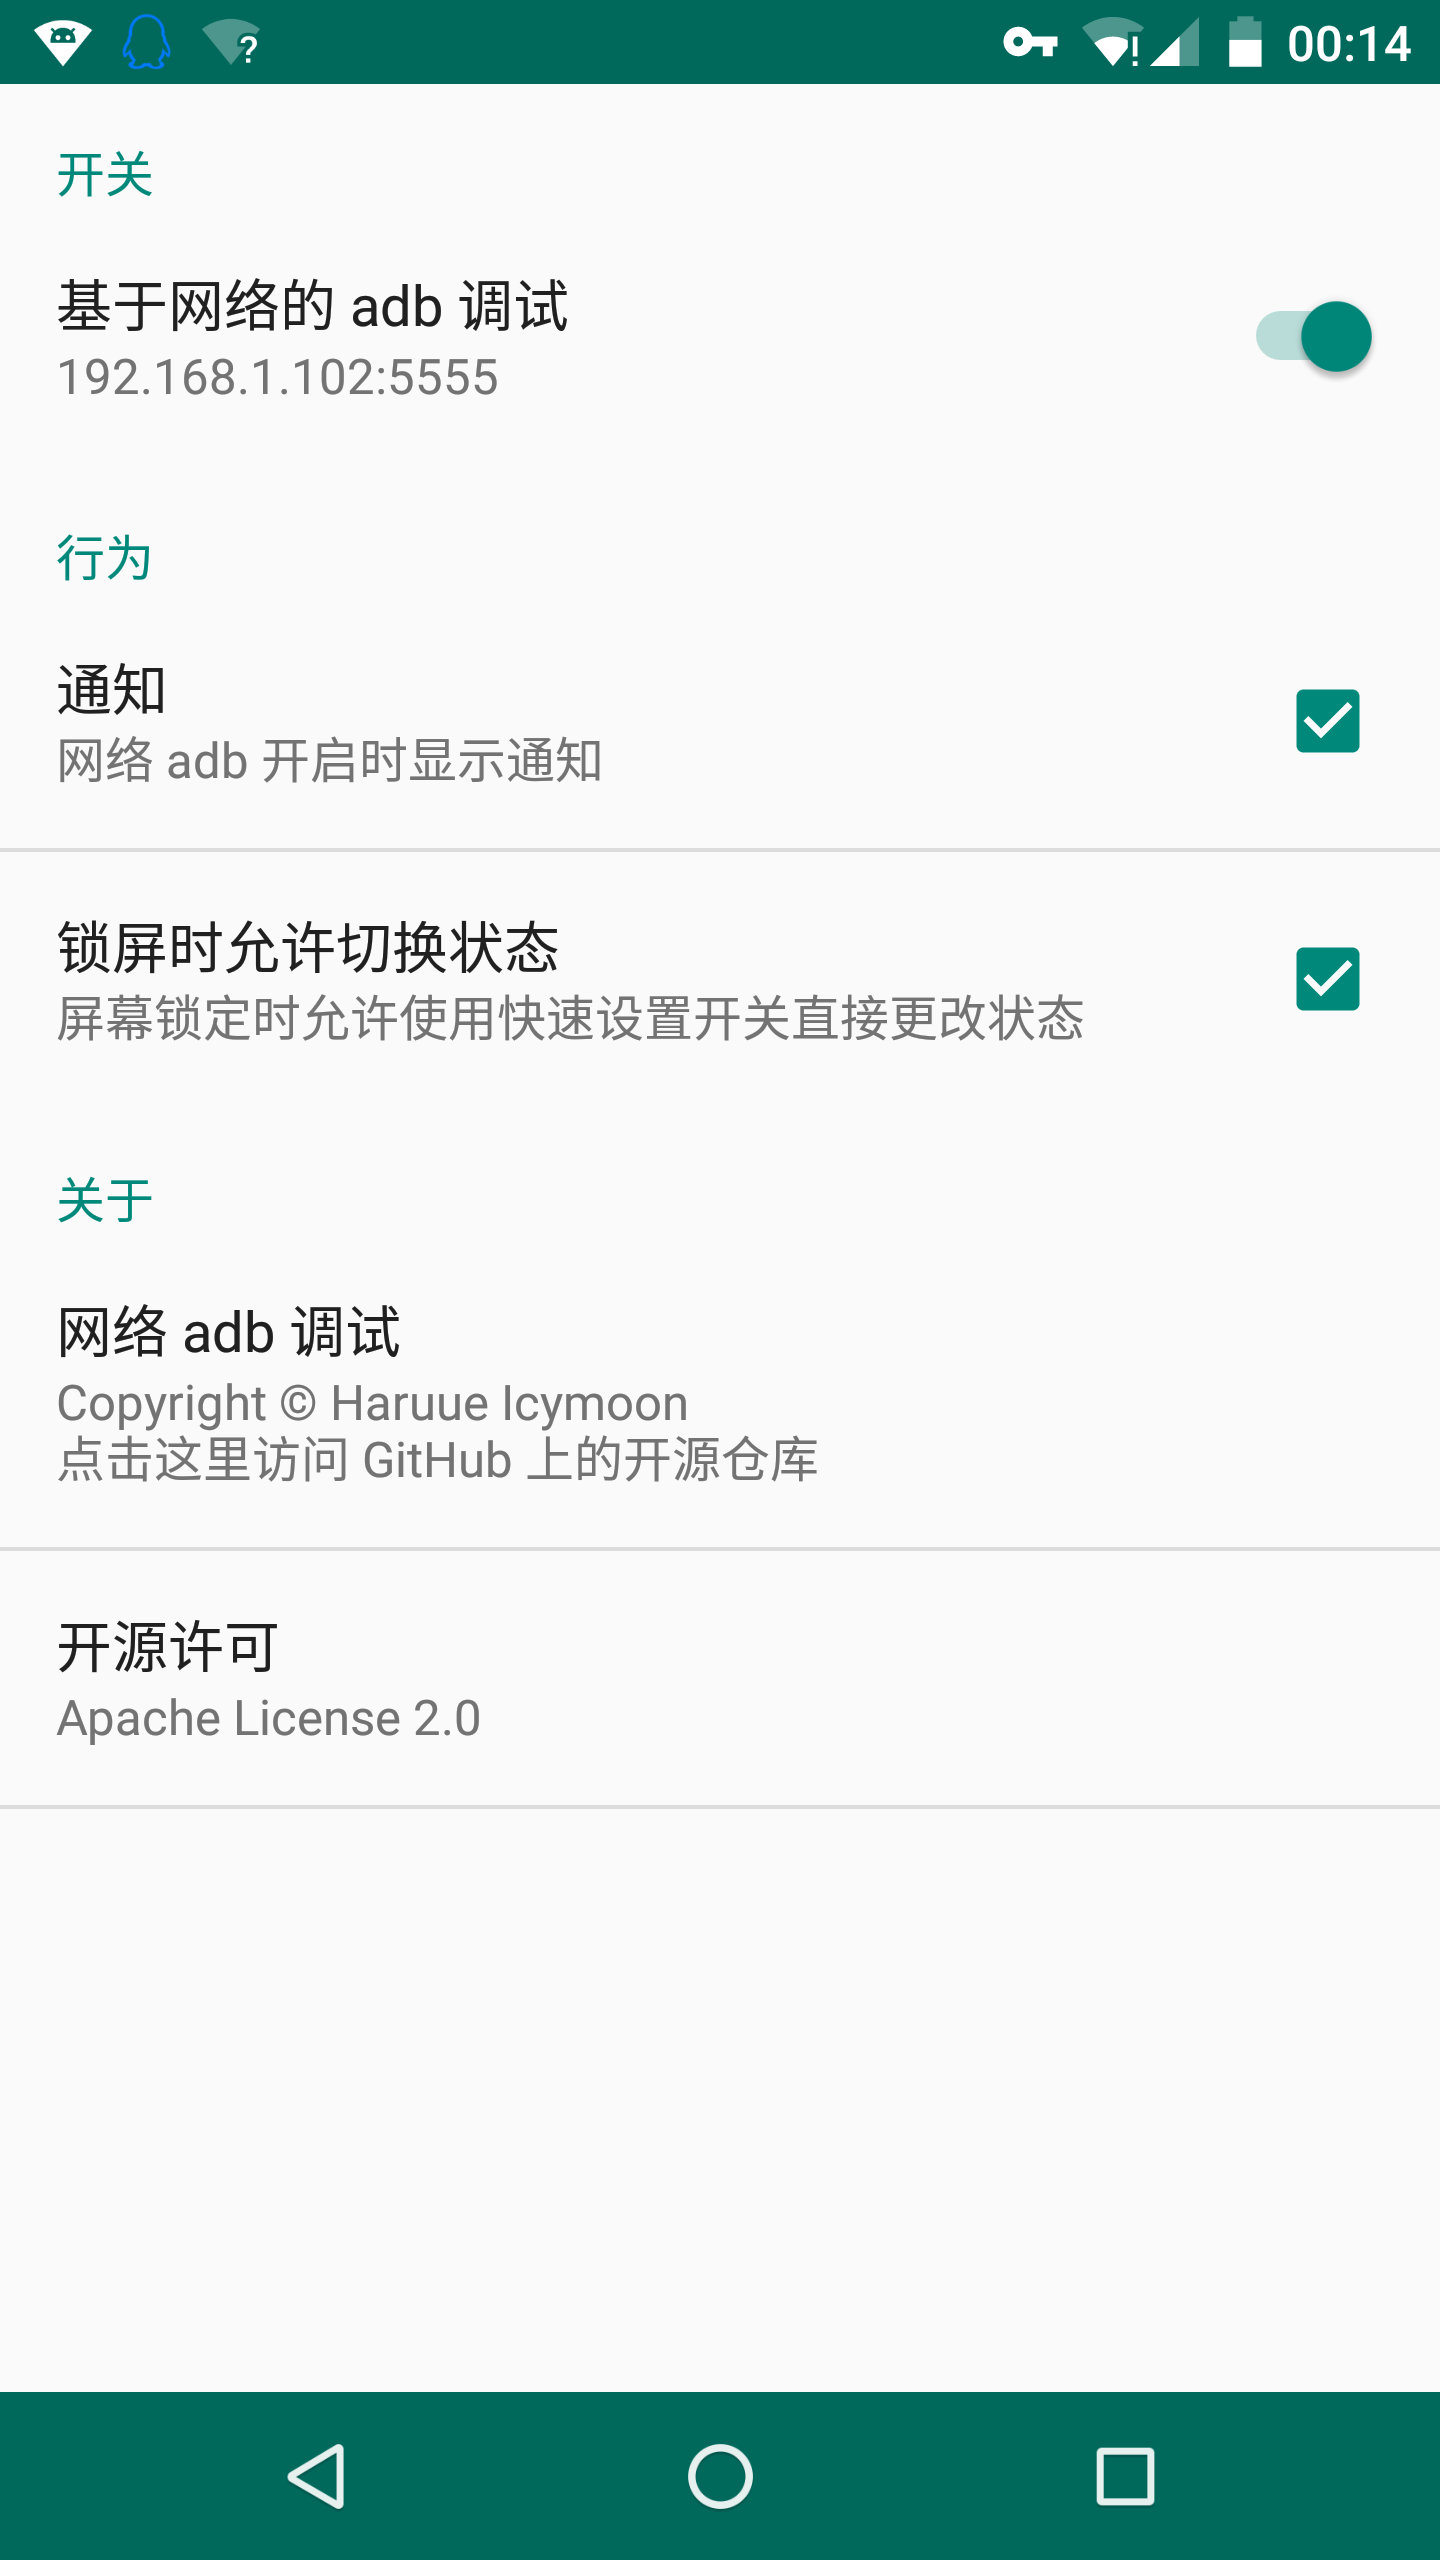 00:14
开关
基于网络的 adb 调试
192.168.1.102:5555
行为
通知
网络 adb 开启时显示通知
锁屏时允许切换状态
屏幕锁定时允许使用快速设置开关直接更改状态
关于
网络 adb 调试
Copyright © Haruue Icymoon
点击这里访问 GitHub 上的开源仓库
开源许可
Apache License 2.0